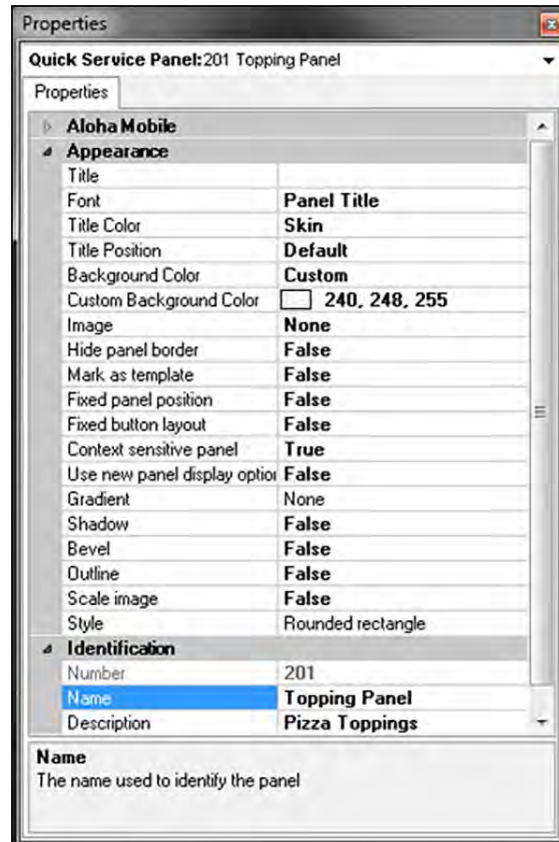 Properties
Quick Service Panel: 201 Topping Panel
Properties
Aloha Mobile
Appearance
Title
Font Panel Title
Title Color Skin
Title Position Default
Background Color Custom
Custom Background Color 240, 248, 255
Image None
Hide panel border False
Mark as template False
Fixed panel position False
Fixed button layout False
Context sensitive panel True
Use new panel display optio False
Gradient None
Shadow False
Bevel False
Outline False
Scale image False
Style Rounded rectangle
Identification
Number 201
Name Topping Panel
Description Pizza Toppings
Name
The name used to identify the panel